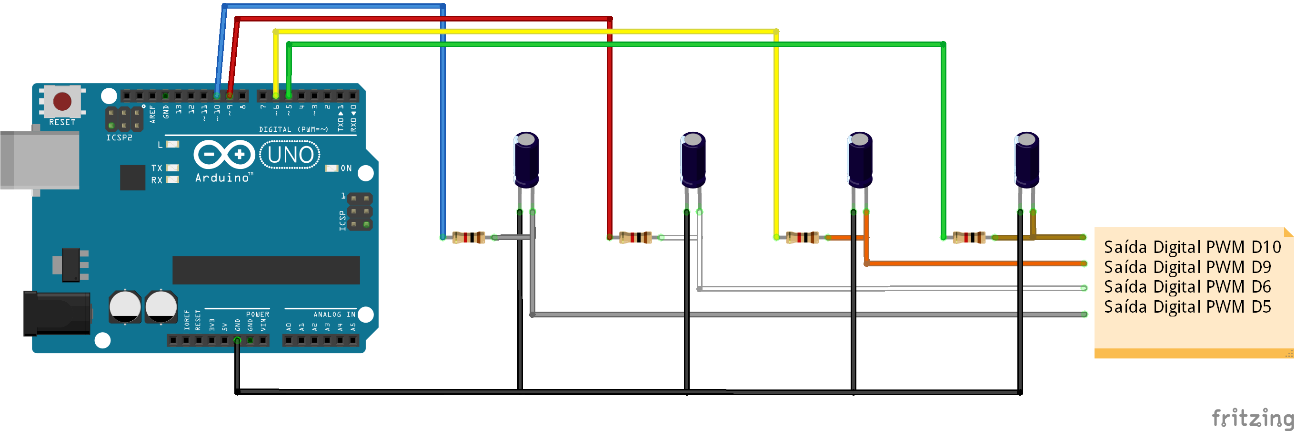 RESET
ICSP2
AREF
GND
13
12
~11
~10
~9
8
7
~6
~5
4
~3
2
TX0▶1
RX0◀0
DIGITAL (PWM=~)
L
TX
RX
UNO
Arduino™
ON
1
ICSP
Saída Digital PWM D10
Saída Digital PWM D9
Saída Digital PWM D6
Saída Digital PWM D5
POWER
ANALOG IN
IOREF
RESET
3V3
5V
GND
GND
VIN
A0
A1
A2
A3
A4
A5
fritzing